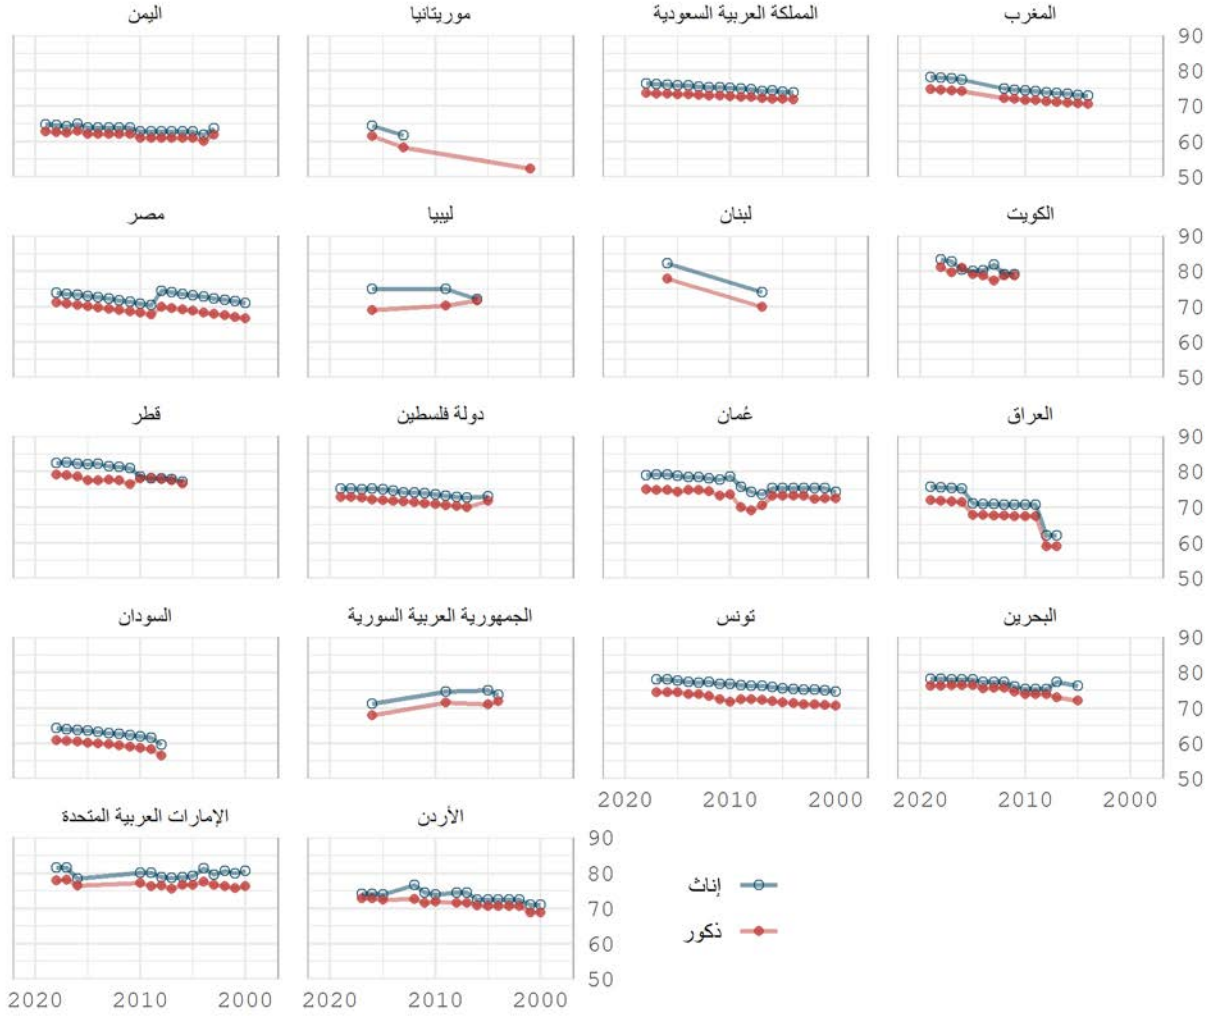 المغرب
المملكة العربية السعودية
موريتانيا
اليمن
90
80
70
60
50
الكويت
لبنان
ليبيا
مصر
90
80
70
60
50
العراق
عُمان
دولة فلسطين
قطر
90
80
70
60
50
البحرين
تونس
الجمهورية العربية السورية
السودان
90
80
70
60
50
2020 2010 2000
2020 2010 2000
الأردن
الإمارات العربية المتحدة
90
80
70
60
50
2020 2010 2000
2020 2010 2000
إناث
ذكور